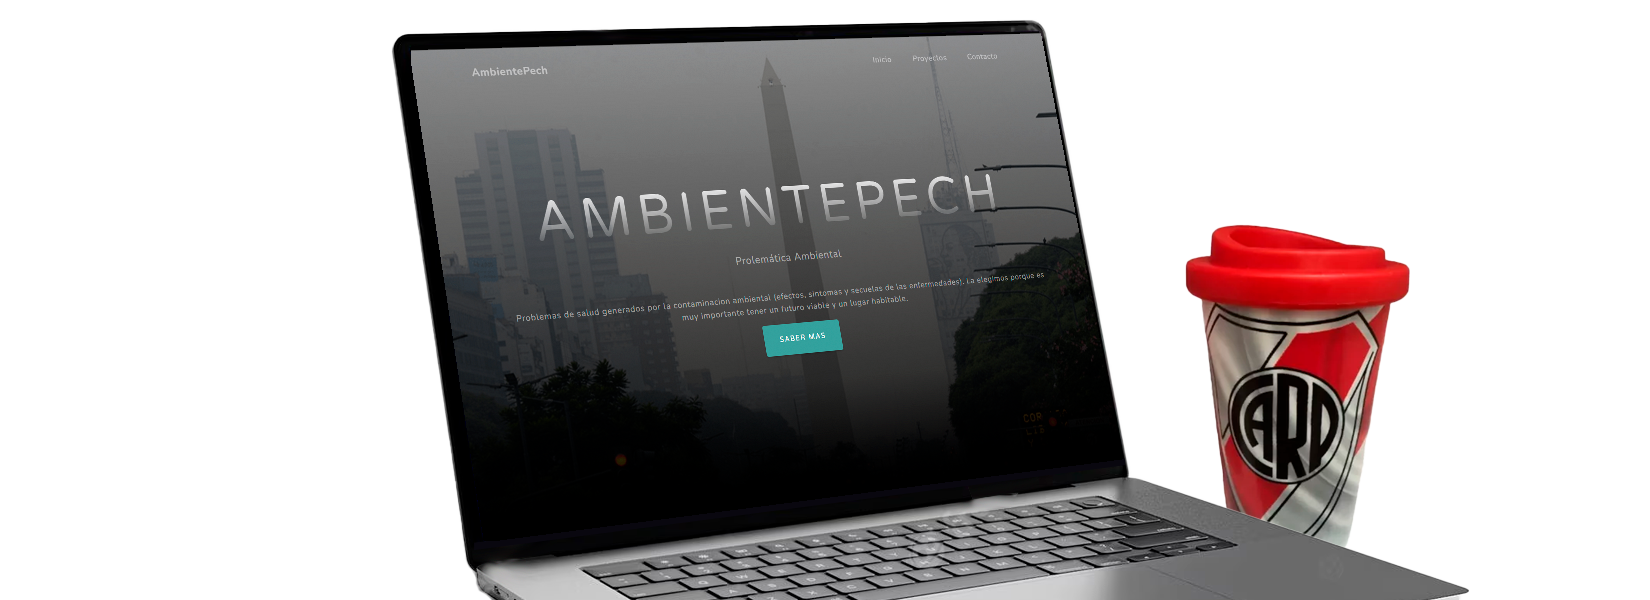 AmbientePech
Inicio Proyectos Contacto
AMBIENTEPECH
Prolemática Ambiental
Problemas de salud generados por la contaminacion ambiental (efectos, sintomas y secuelas de las enfermedades). La elegimos porque es
muy importante tener un futuro viable y un lugar habitable.
SABER MAS
COR
CARP